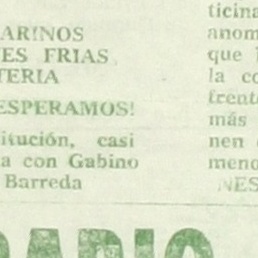 ARINOS
ES FRIAS
TERIA
ESPERAMOS!
itución, casi
a con Gabino
Barreda
ticina
anom
que l
la co
frente
más
nen
meno
NES